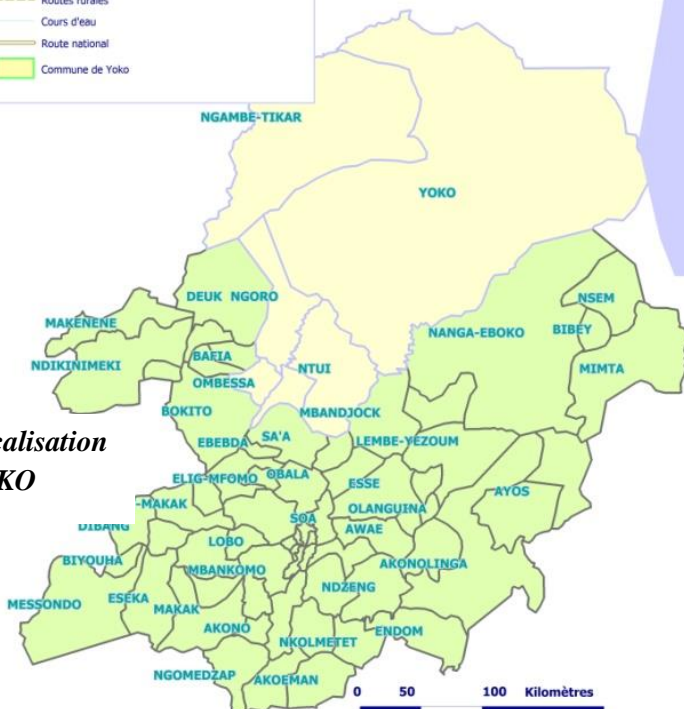 Routes rurales
Cours d'eau
Route national
Commune de Yoko
NGAMBE-TIKAR
YOKO
DEUK NGORO
NSEM
MAKENENE
NANGA-EBOKO
BIBEY
BAFIA
NDIKINIMEKI
NTUI
MIMTA
OMBESSA
BOKITO
MBANDJOCK
EBEBDA
SA'A
LEMBE-YEZOUM
calisation
KO
ELIG-MFOMO
OBALA
ESSE
AYOS
-MAKAK
OLANGUINA
SOA
DIBANG
AWAE
LOBO
BIYOUHA
MBANKOMO
AKONOLINGA
NDZENG
MESSONDO
ESEKA
MAKAK
AKONO
ENDOM
NKOLMETET
NGOMEDZAP
AKOEMAN
0 50 100 Kilomètres